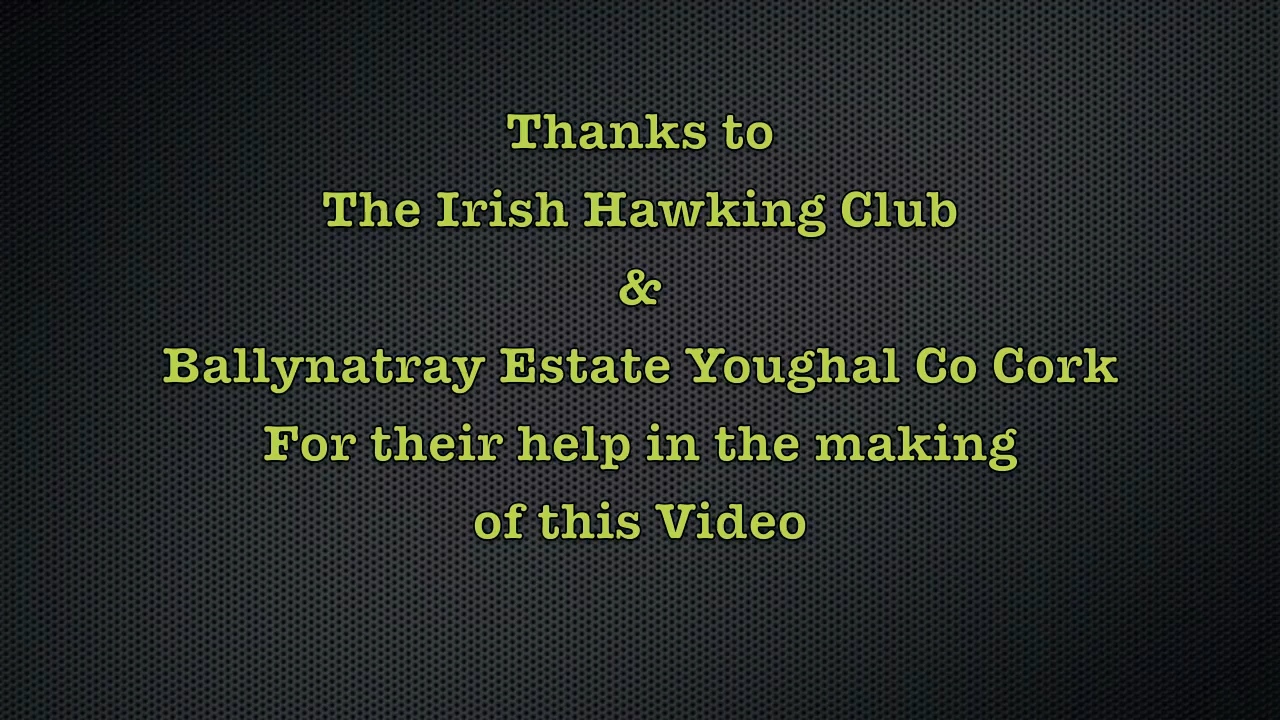 Thanks to
The Irish Hawking Club
&
Ballynatray Estate Youghal Co Cork
For their help in the making
of this Video